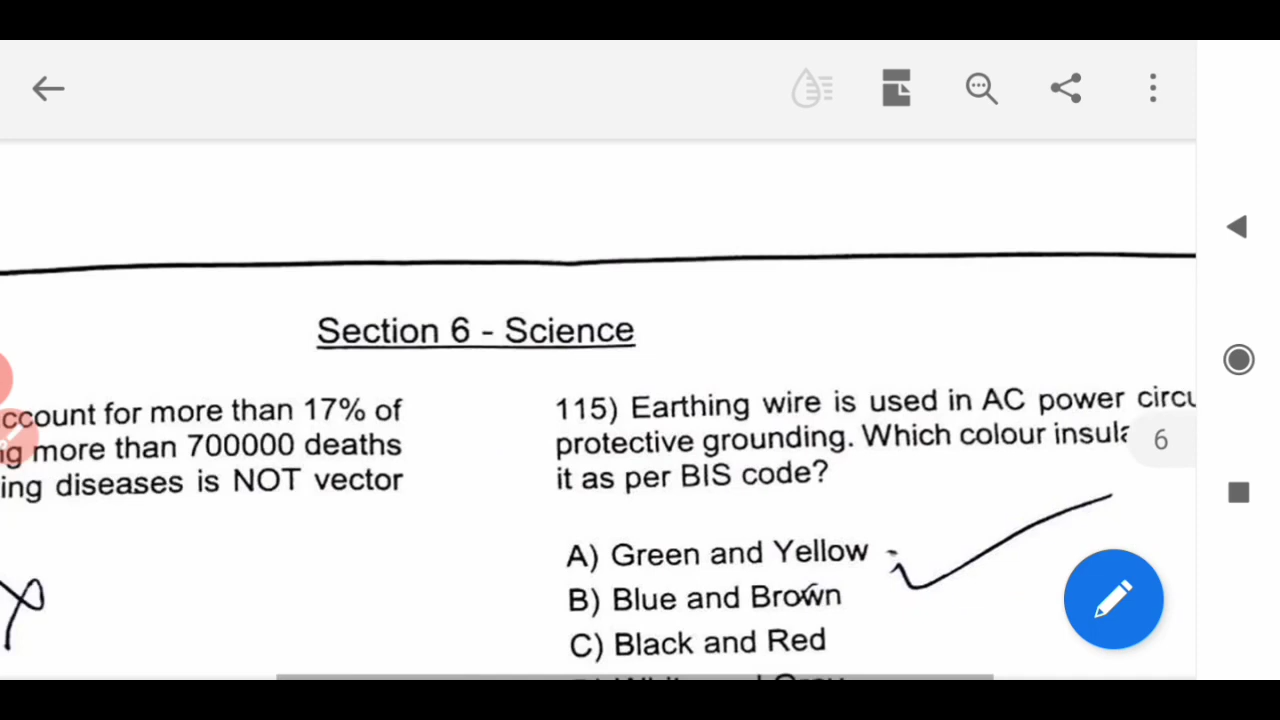 Section 6 - Science
ccount for more than 17% of
more than 700000 deaths
ing diseases is NOT vector
115) Earthing wire is used in AC power circu
protective grounding. Which colour insula
it as per BIS code?
6
A) Green and Yellow
B) Blue and Brown
C) Black and Red